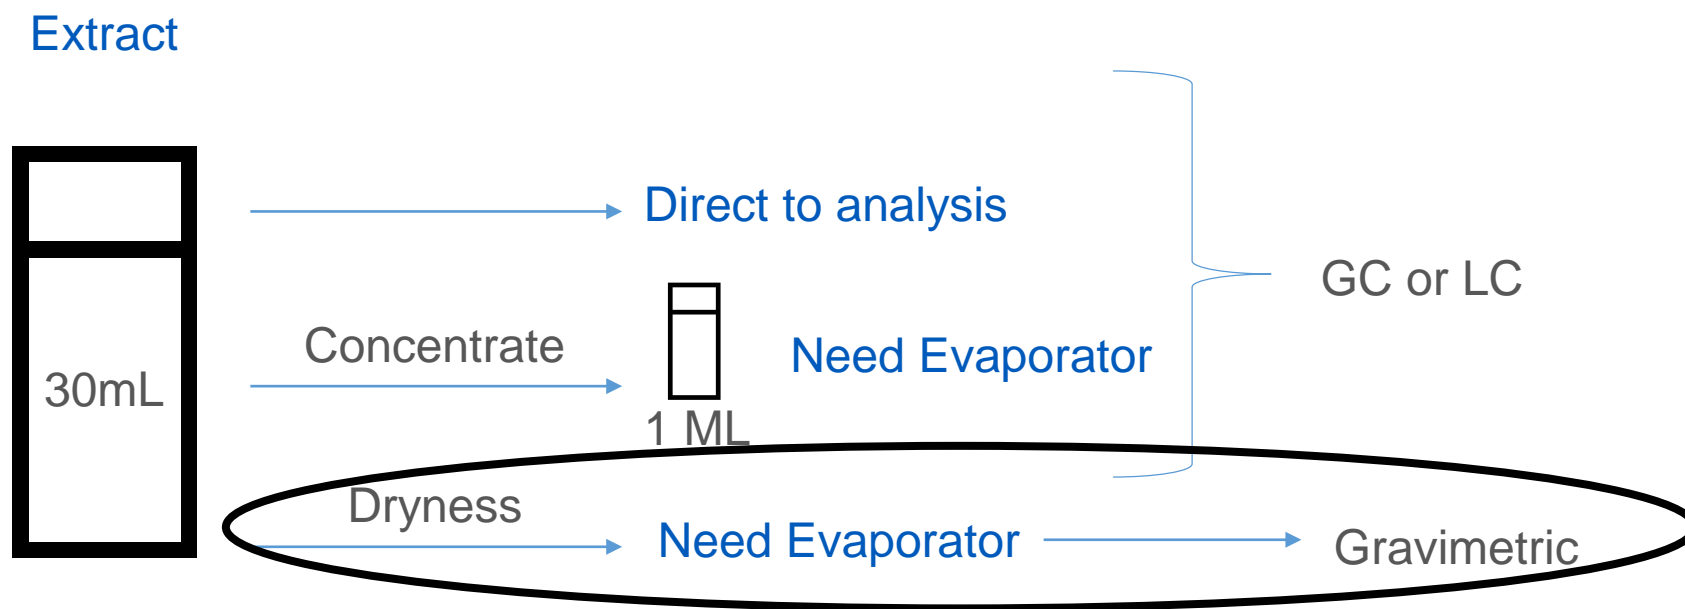 Extract
Direct to analysis
GC or LC
Concentrate
Need Evaporator
30mL
1 ML
Dryness
Need Evaporator
Gravimetric